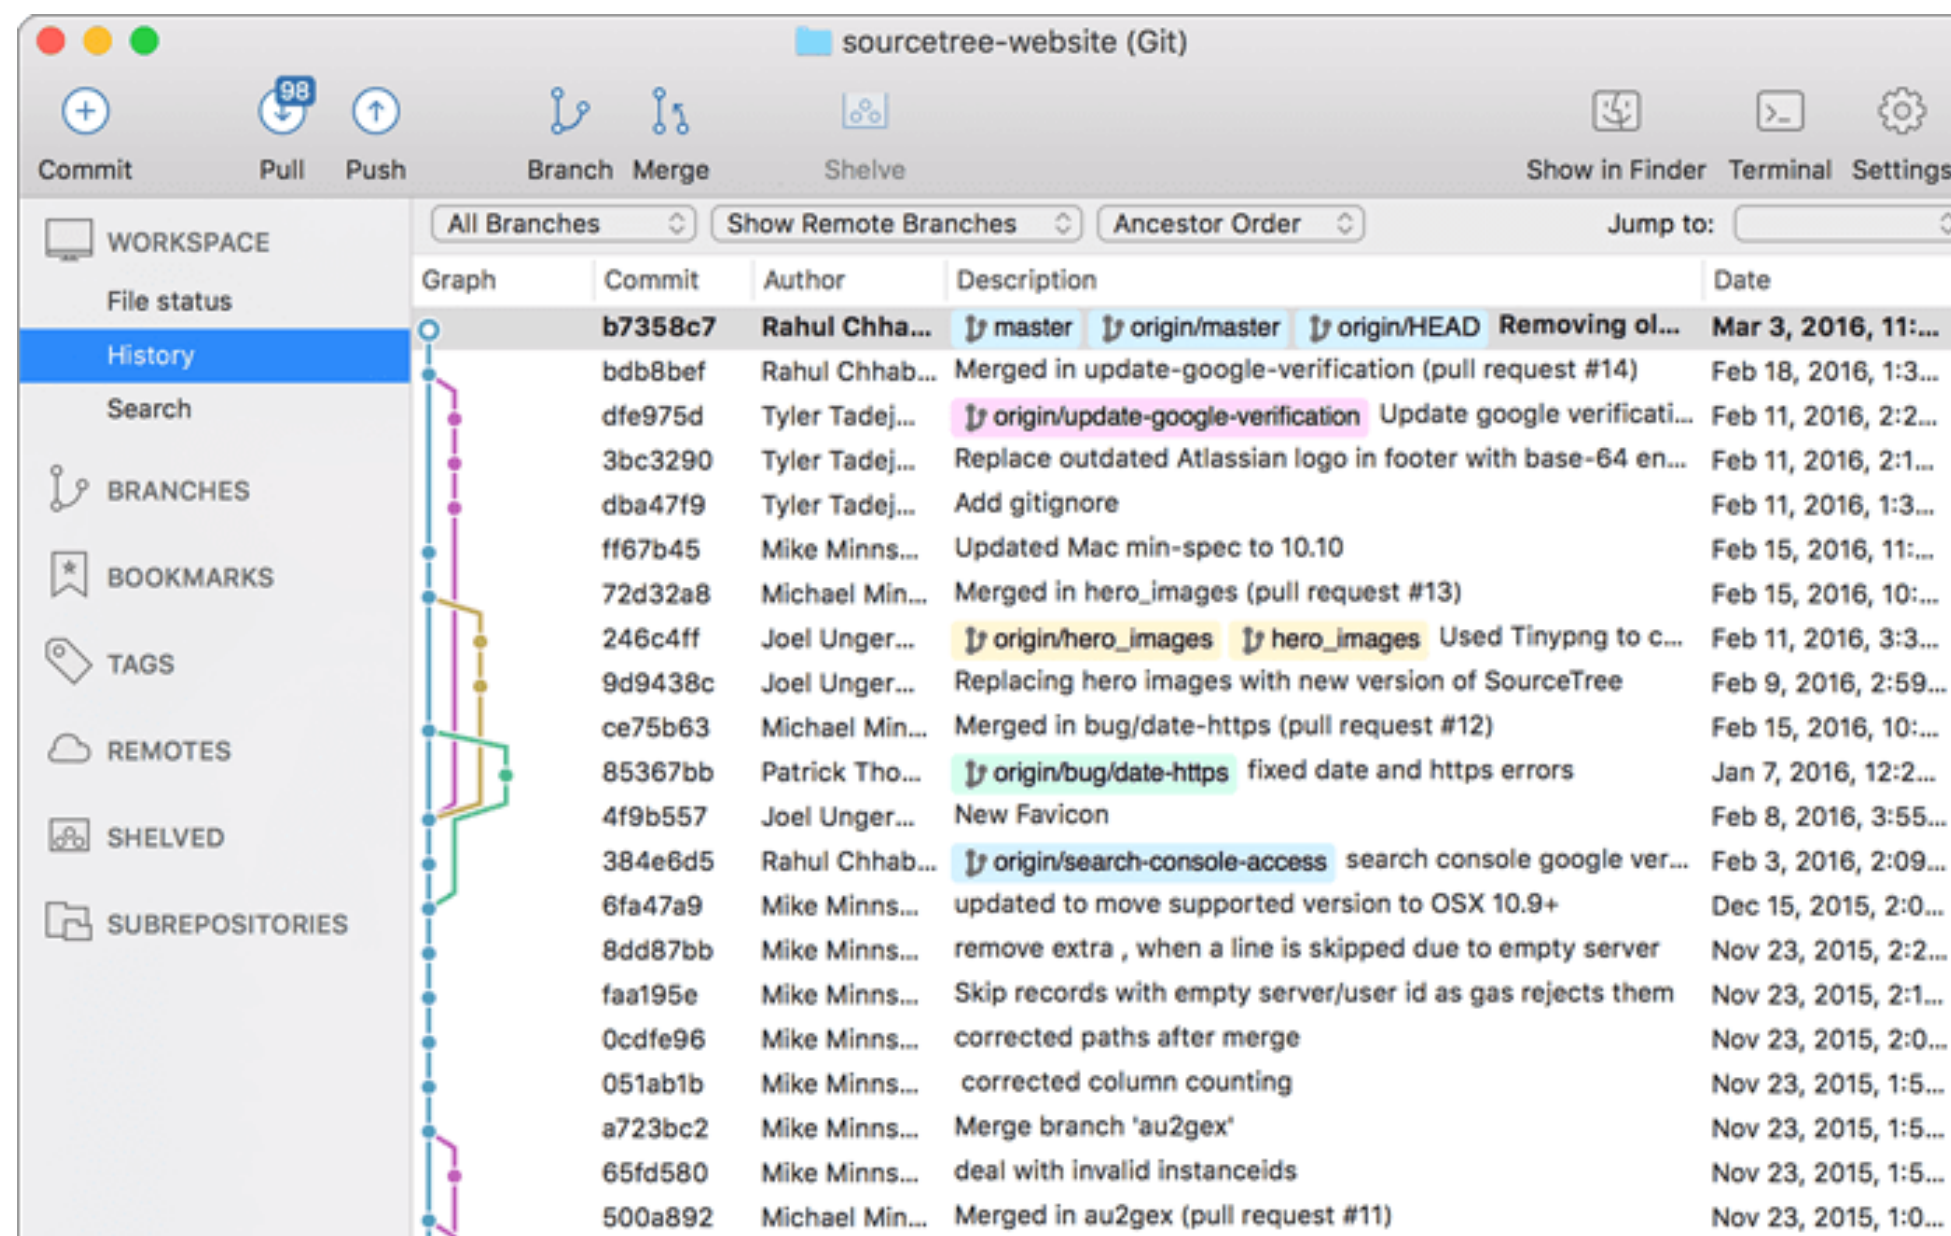 sourcetree-website (Git)
98
Commit Pull Push Branch Merge Shelve Show in Finder Terminal Settings
WORKSPACE
File status
History
Search
BRANCHES
BOOKMARKS
TAGS
REMOTES
SHELVED
SUBREPOSITORIES
All Branches Show Remote Branches Ancestor Order Jump to:
Graph Commit Author Description Date
b7358c7 Rahul Chha... master origin/master origin/HEAD Removing ol... Mar 3, 2016, 11:...
bdb8bef Rahul Chhab... Merged in update-google-verification (pull request #14) Feb 18, 2016, 1:3...
dfe975d Tyler Tadej... origin/update-google-verification Update google verificati... Feb 11, 2016, 2:2...
3bc3290 Tyler Tadej... Replace outdated Atlassian logo in footer with base-64 en... Feb 11, 2016, 2:1...
dba47f9 Tyler Tadej... Add gitignore Feb 11, 2016, 1:3...
ff67b45 Mike Minns... Updated Mac min-spec to 10.10 Feb 15, 2016, 11:...
72d32a8 Michael Min... Merged in hero_images (pull request #13) Feb 15, 2016, 10:...
246c4ff Joel Unger... origin/hero_images hero_images Used Tinypng to c... Feb 11, 2016, 3:3...
9d9438c Joel Unger... Replacing hero images with new version of SourceTree Feb 9, 2016, 2:59...
ce75b63 Michael Min... Merged in bug/date-https (pull request #12) Feb 15, 2016, 10:...
85367bb Patrick Tho... origin/bug/date-https fixed date and https errors Jan 7, 2016, 12:2...
4f9b557 Joel Unger... New Favicon Feb 8, 2016, 3:55...
384e6d5 Rahul Chhab... origin/search-console-access search console google ver... Feb 3, 2016, 2:09...
6fa47a9 Mike Minns... updated to move supported version to OSX 10.9+ Dec 15, 2015, 2:0...
8dd87bb Mike Minns... remove extra , when a line is skipped due to empty server Nov 23, 2015, 2:2...
faa195e Mike Minns... Skip records with empty server/user id as gas rejects them Nov 23, 2015, 2:1...
0cdfe96 Mike Minns... corrected paths after merge Nov 23, 2015, 2:0...
051ab1b Mike Minns... corrected column counting Nov 23, 2015, 1:5...
a723bc2 Mike Minns... Merge branch 'au2gex' Nov 23, 2015, 1:5...
65fd580 Mike Minns... deal with invalid instanceids Nov 23, 2015, 1:5...
500a892 Michael Min... Merged in au2gex (pull request #11) Nov 23, 2015, 1:0...